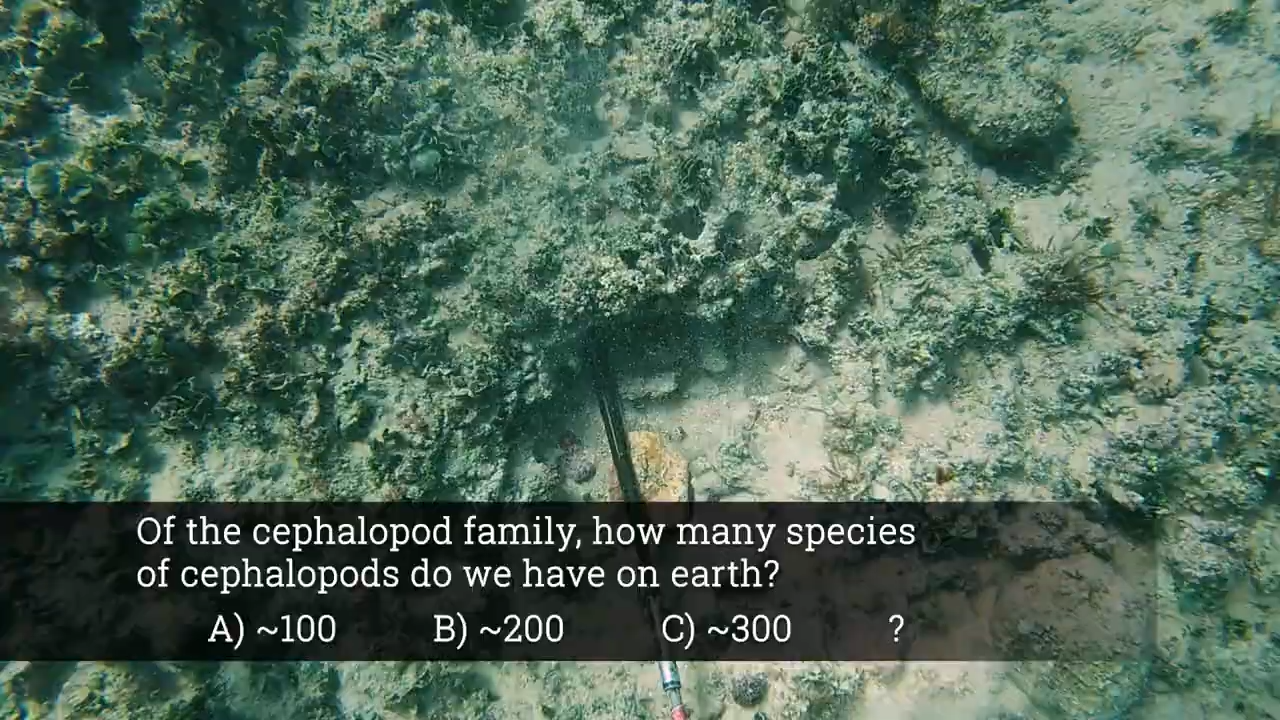 Of the cephalopod family, how many species
of cephalopods do we have on earth?
A) ~100 B) ~200 C) ~300 ?